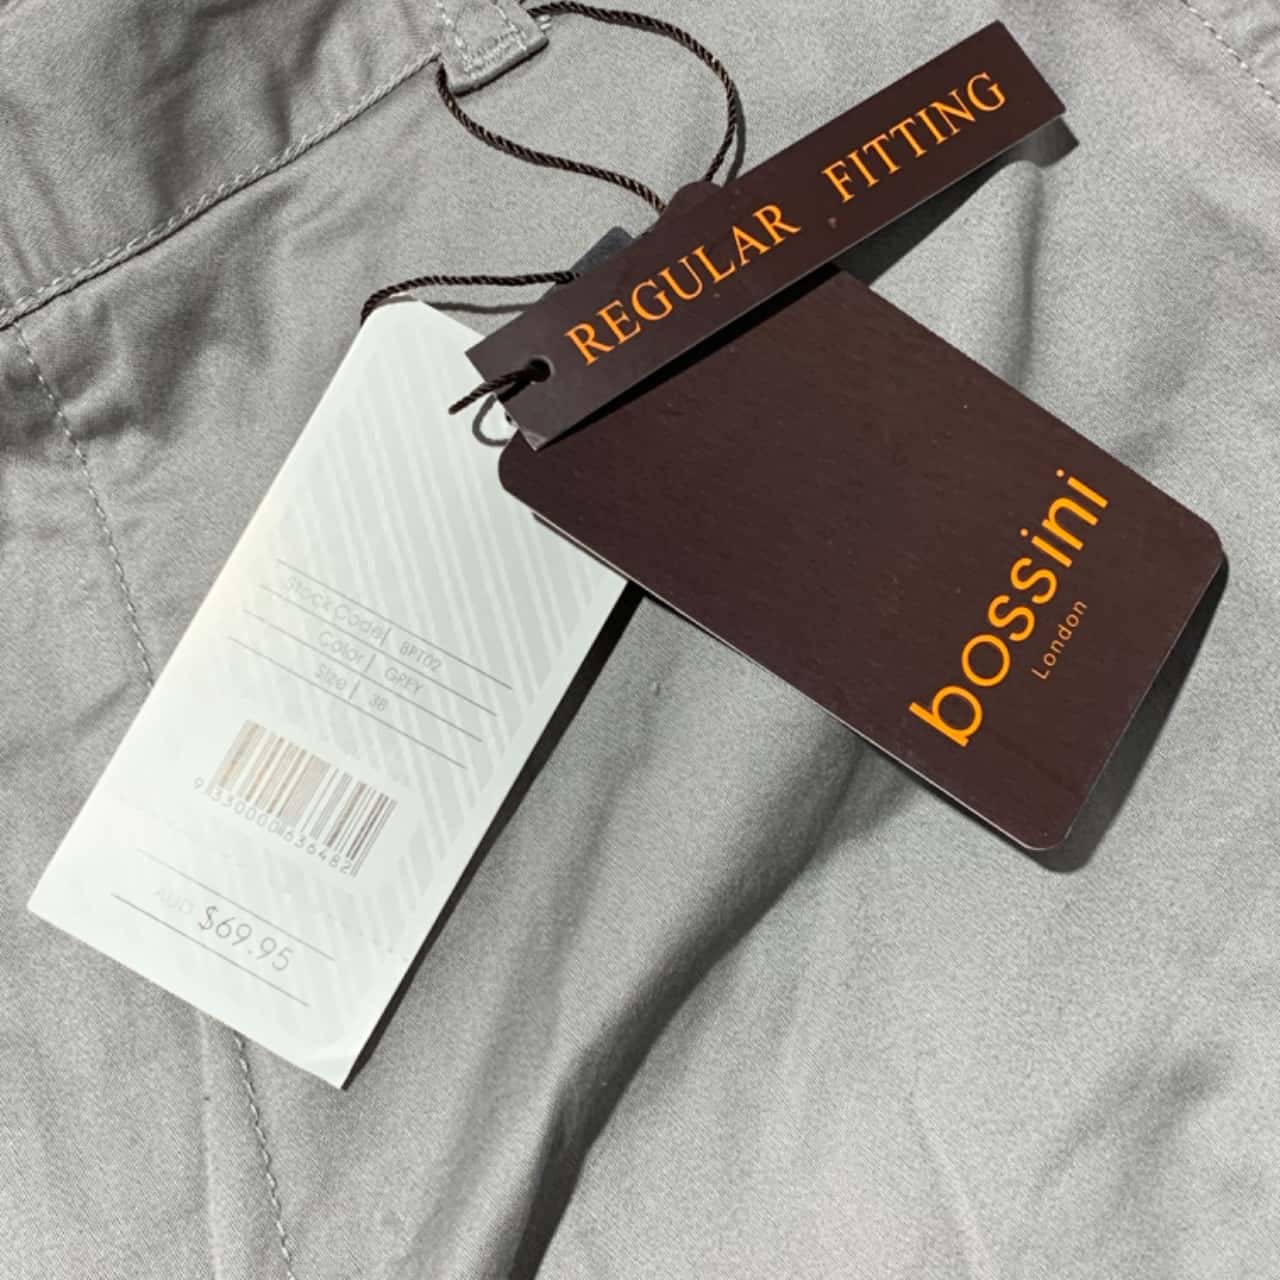 REGULAR FITTING
bossini
London
Stock Code| BPT02
Color| GREY
Size| 38
9330000636482
AUD $69.95